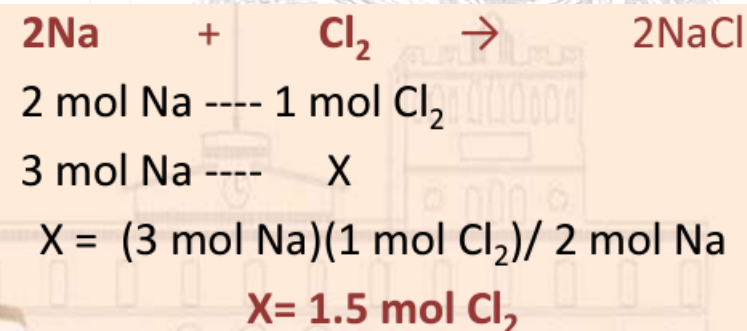 2Na + Cl₂ → 2NaCl
2 mol Na ---- 1 mol Cl₂
3 mol Na ---- X
X = (3 mol Na)(1 mol Cl₂)/ 2 mol Na
X= 1.5 mol Cl₂